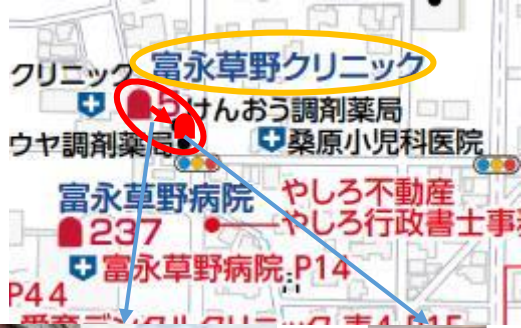 クリニック 富永草野クリニック
5 けんおう調剤薬局
ウヤ調剤薬局 桑原小児科医院
富永草野病院 やしろ不動産
237 やしろ行政書士事
富永草野病院 P14
P44